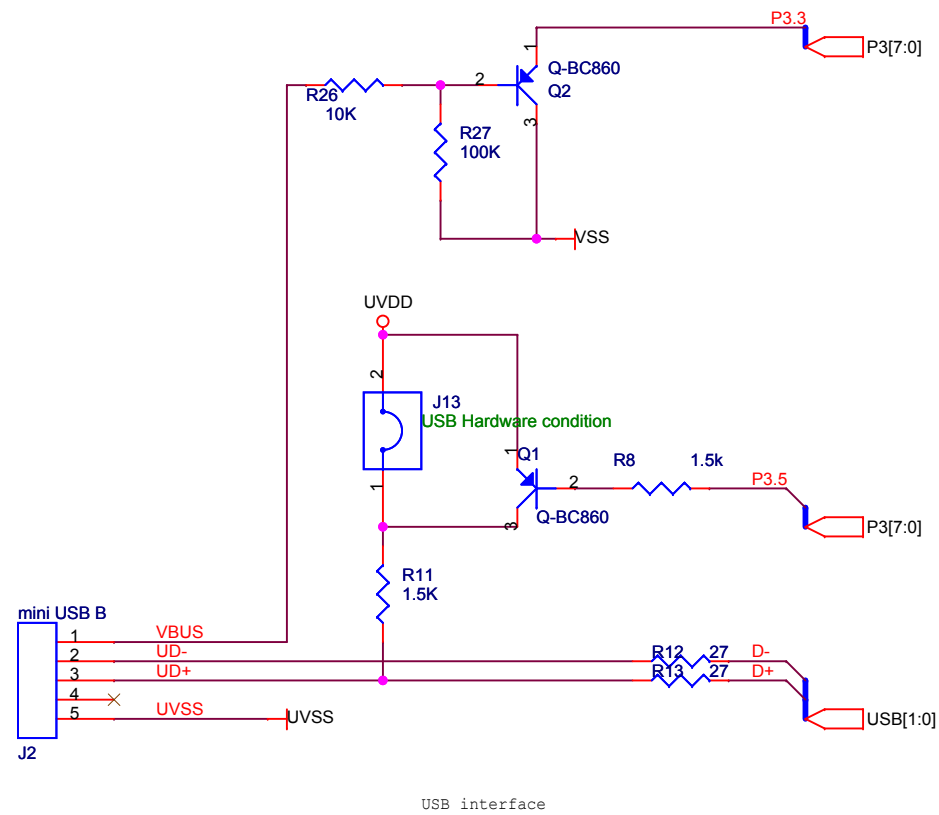 P3.3
P3[7:0]
1
Q-BC860
2
Q2
R26
10K
3
R27
100K
VSS
UVDD
2
J13
USB Hardware condition
1
Q1
R8 1.5k
1
2
P3.5
Q-BC860
3
P3[7:0]
R11
1.5K
mini USB B
1 VBUS
2 UD- R12 27 D-
3 UD+ R13 27 D+
4
5 UVSS UVSS USB[1:0]
J2
USB interface